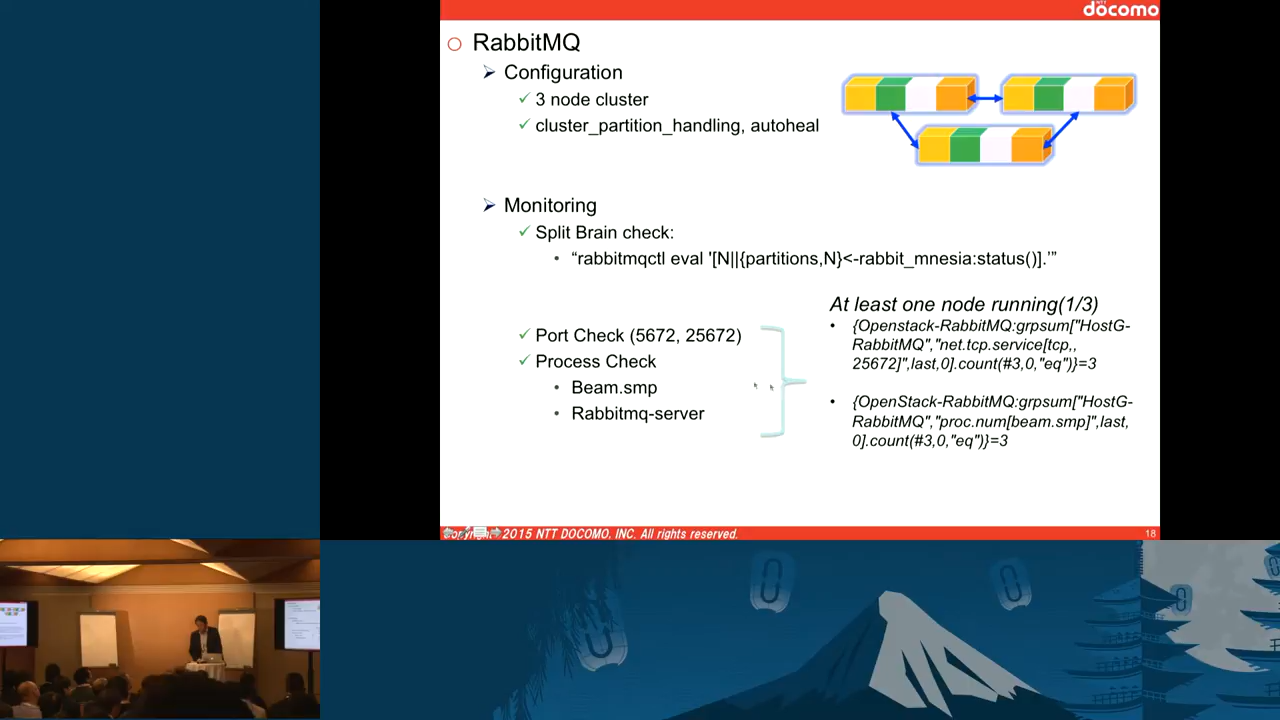 NTT
docomo
RabbitMQ
Configuration
3 node cluster
cluster_partition_handling, autoheal
Monitoring
Split Brain check:
“rabbitmqctl eval '[N||{partitions,N}<-rabbit_mnesia:status()].'”
Port Check (5672, 25672)
Process Check
Beam.smp
Rabbitmq-server
At least one node running(1/3)
{Openstack-RabbitMQ:grpsum["HostG-
RabbitMQ","net.tcp.service[tcp,,
25672]",last,0].count(#3,0,"eq")}=3
{OpenStack-RabbitMQ:grpsum["HostG-
RabbitMQ","proc.num[beam.smp]",last,
0].count(#3,0,"eq")}=3
Copyright 2015 NTT DOCOMO, INC. All rights reserved.
18